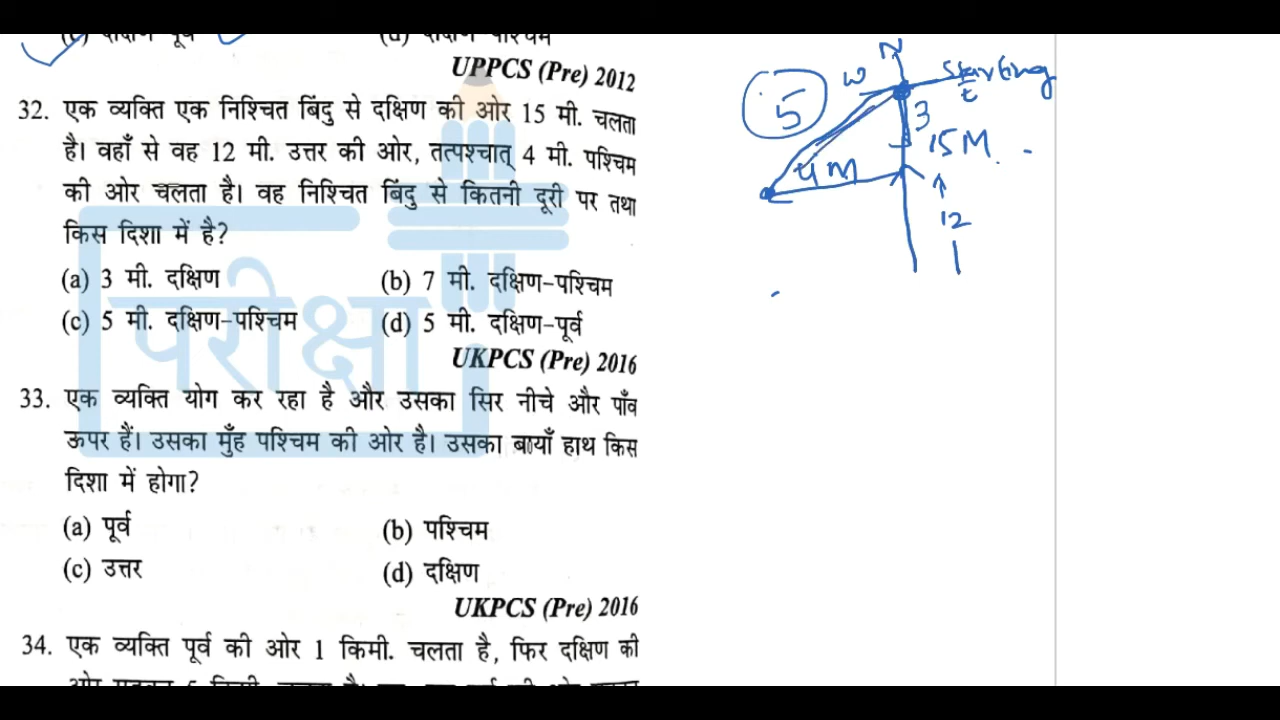 UPPCS (Pre) 2012
32. एक व्यक्ति एक निश्चित बिंदु से दक्षिण की ओर 15 मी. चलता
है। वहाँ से वह 12 मी. उत्तर की ओर, तत्पश्चात् 4 मी. पश्चिम
की ओर चलता है। वह निश्चित बिंदु से कितनी दूरी पर तथा
किस दिशा में है?
(a) 3 मी. दक्षिण (b) 7 मी. दक्षिण-पश्चिम
(c) 5 मी. दक्षिण-पश्चिम (d) 5 मी. दक्षिण-पूर्व
UKPCS (Pre) 2016
33. एक व्यक्ति योग कर रहा है और उसका सिर नीचे और पाँव
ऊपर हैं। उसका मुँह पश्चिम की ओर है। उसका बायाँ हाथ किस
दिशा में होगा?
(a) पूर्व (b) पश्चिम
(c) उत्तर (d) दक्षिण
UKPCS (Pre) 2016
34. एक व्यक्ति पूर्व की ओर 1 किमी. चलता है, फिर दक्षिण की
परीक्षा
N
W
starting
5
3
15M
4M
12